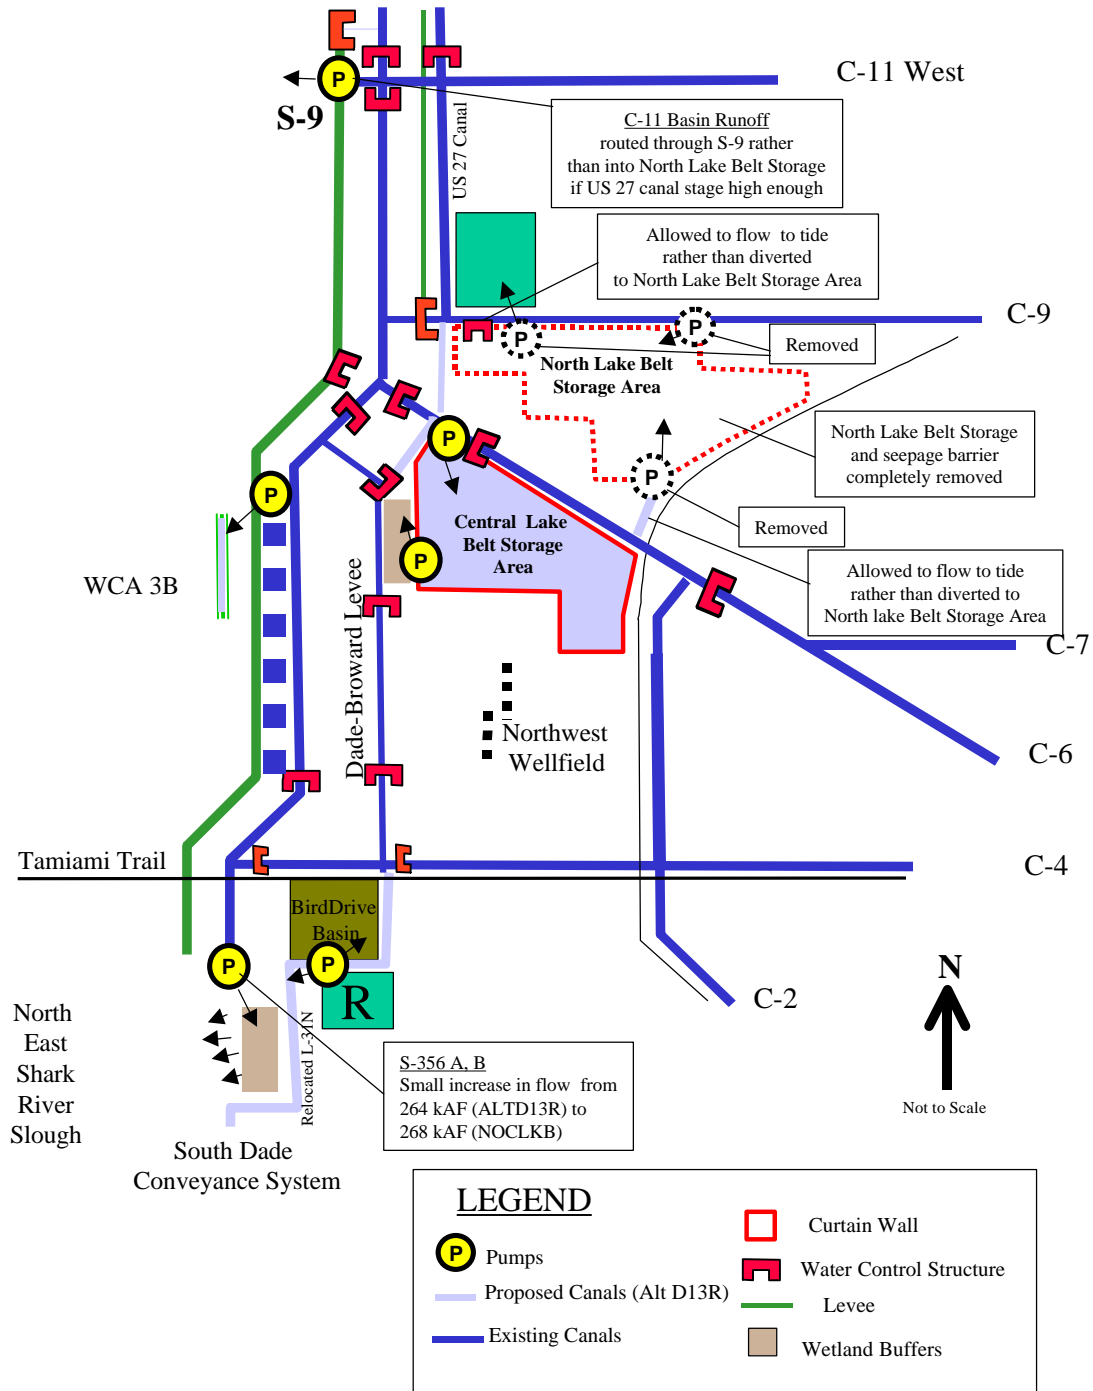 C-11 West
P
S-9
C-11 Basin Runoff
routed through S-9 rather
than into North Lake Belt Storage
if US 27 canal stage high enough
US 27 Canal
Allowed to flow to tide
rather than diverted
to North Lake Belt Storage Area
C-9
P
P
Removed
North Lake Belt
Storage Area
North Lake Belt Storage
and seepage barrier
completely removed
P
P
P
Removed
Central Lake
Belt Storage
Area
P
WCA 3B
Allowed to flow to tide
rather than diverted to
North lake Belt Storage Area
Dade-Broward Levee
C-7
Northwest
Wellfield
C-6
Tamiami Trail
C-4
BirdDrive
Basin
P
P
R
N
C-2
Not to Scale
North
East
Shark
River
Slough
Relocated L-31N
S-356 A, B
Small increase in flow from
264 kAF (ALTD13R) to
268 kAF (NOCLKB)
South Dade
Conveyance System
LEGEND
P
Pumps
Proposed Canals (Alt D13R)
Existing Canals
Curtain Wall
Water Control Structure
Levee
Wetland Buffers